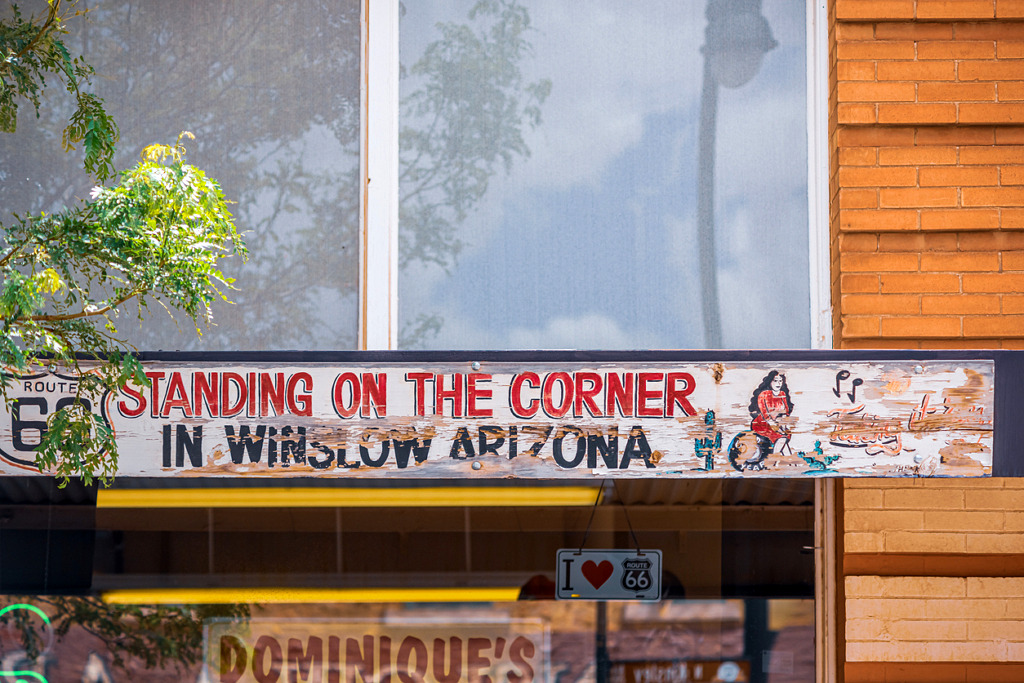 ROUTE
66
STANDING ON THE CORNER
IN WINSLOW ARIZONA
I ROUTE
66
DOMINIQUE'S